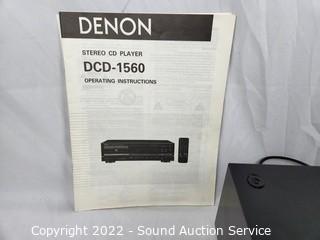 DENON
STEREO CD PLAYER
DCD-1560
OPERATING INSTRUCTIONS
Copyright © 2022 - Sound Auction Service